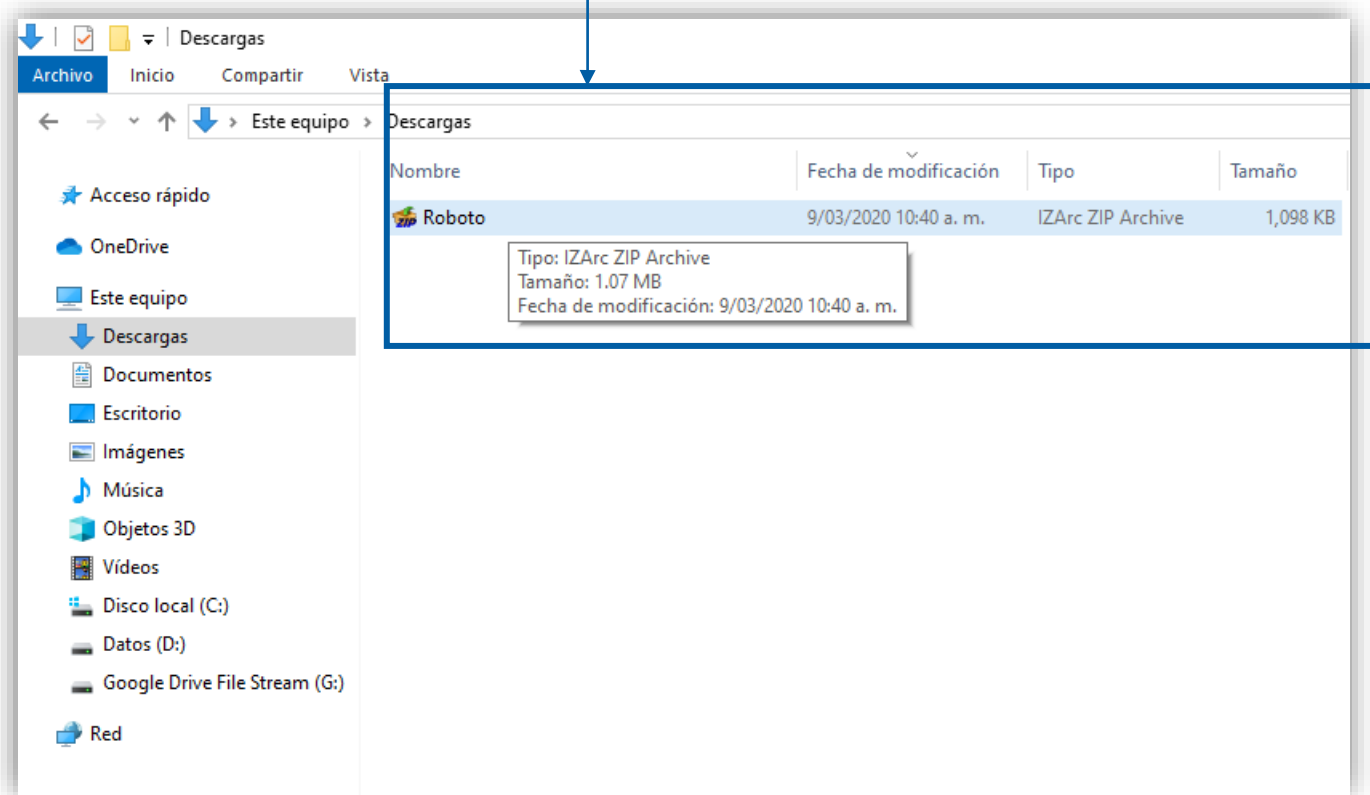 Descargas
Archivo Inicio Compartir Vista
Este equipo > Descargas
Nombre Fecha de modificación Tipo Tamaño
Acceso rápido
Roboto 9/03/2020 10:40 a. m. IZArc ZIP Archive 1,098 KB
OneDrive
Tipo: IZArc ZIP Archive
Tamaño: 1.07 MB
Fecha de modificación: 9/03/2020 10:40 a. m.
Este equipo
Descargas
Documentos
Escritorio
Imágenes
Música
Objetos 3D
Vídeos
Disco local (C:)
Datos (D:)
Google Drive File Stream (G:)
Red